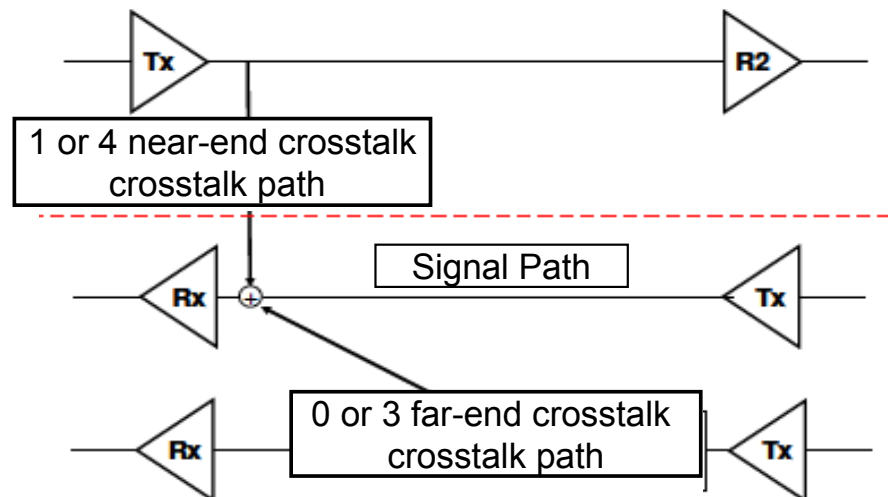 Tx
R2
1 or 4 near-end crosstalk
crosstalk path
Signal Path
Rx
+
Tx
0 or 3 far-end crosstalk
crosstalk path
Rx
Tx